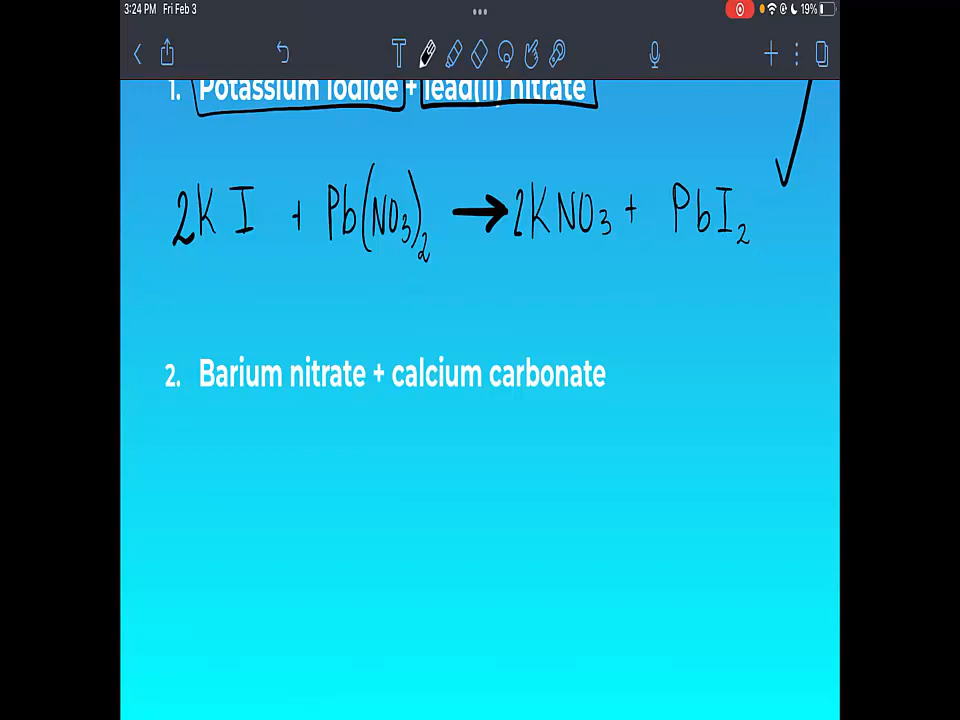 3:24 PM Fri Feb 3
19%
1. Potassium iodide + lead(II) nitrate
2KI + Pb(NO₃)₂ → 2KNO₃ + PbI₂
2. Barium nitrate + calcium carbonate